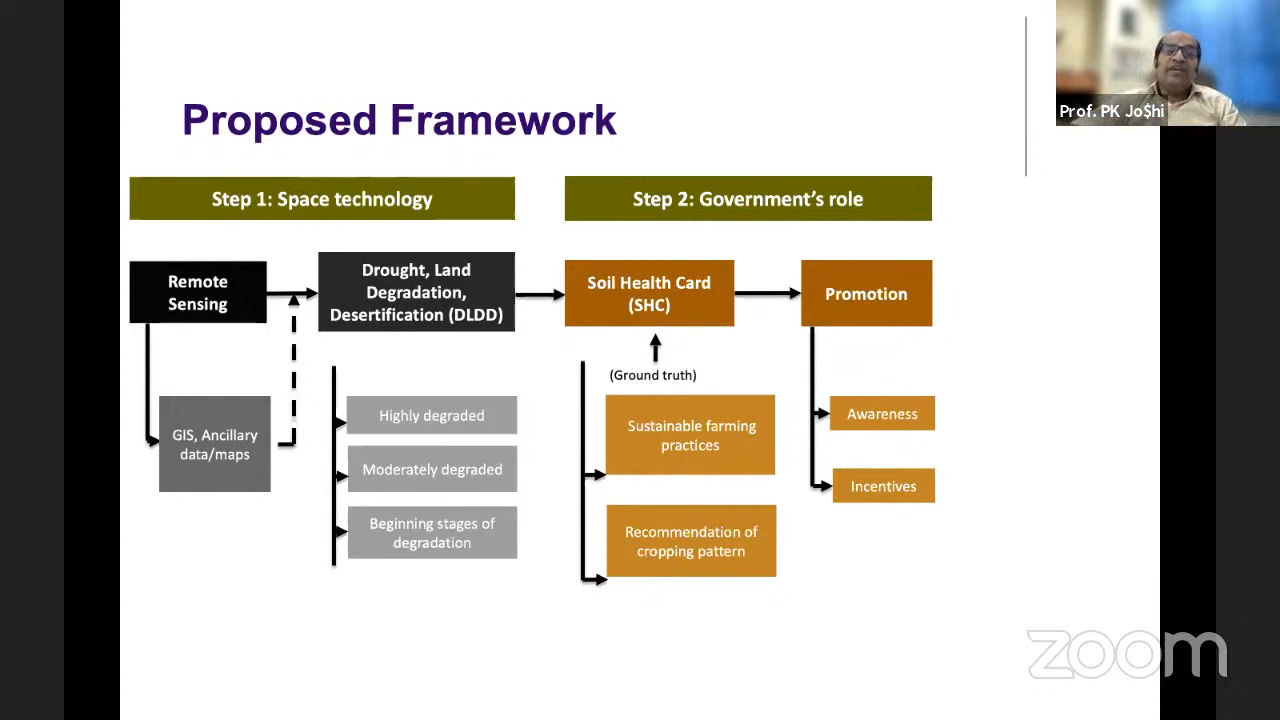 Proposed Framework
Prof. PK Jo$hi
Step 1: Space technology
Step 2: Government's role
Remote
Sensing
Drought, Land
Degradation,
Desertification (DLDD)
Soil Health Card
(SHC)
Promotion
(Ground truth)
GIS, Ancillary
data/maps
Highly degraded
Moderately degraded
Beginning stages of
degradation
Sustainable farming
practices
Recommendation of
cropping pattern
Awareness
Incentives
zoom